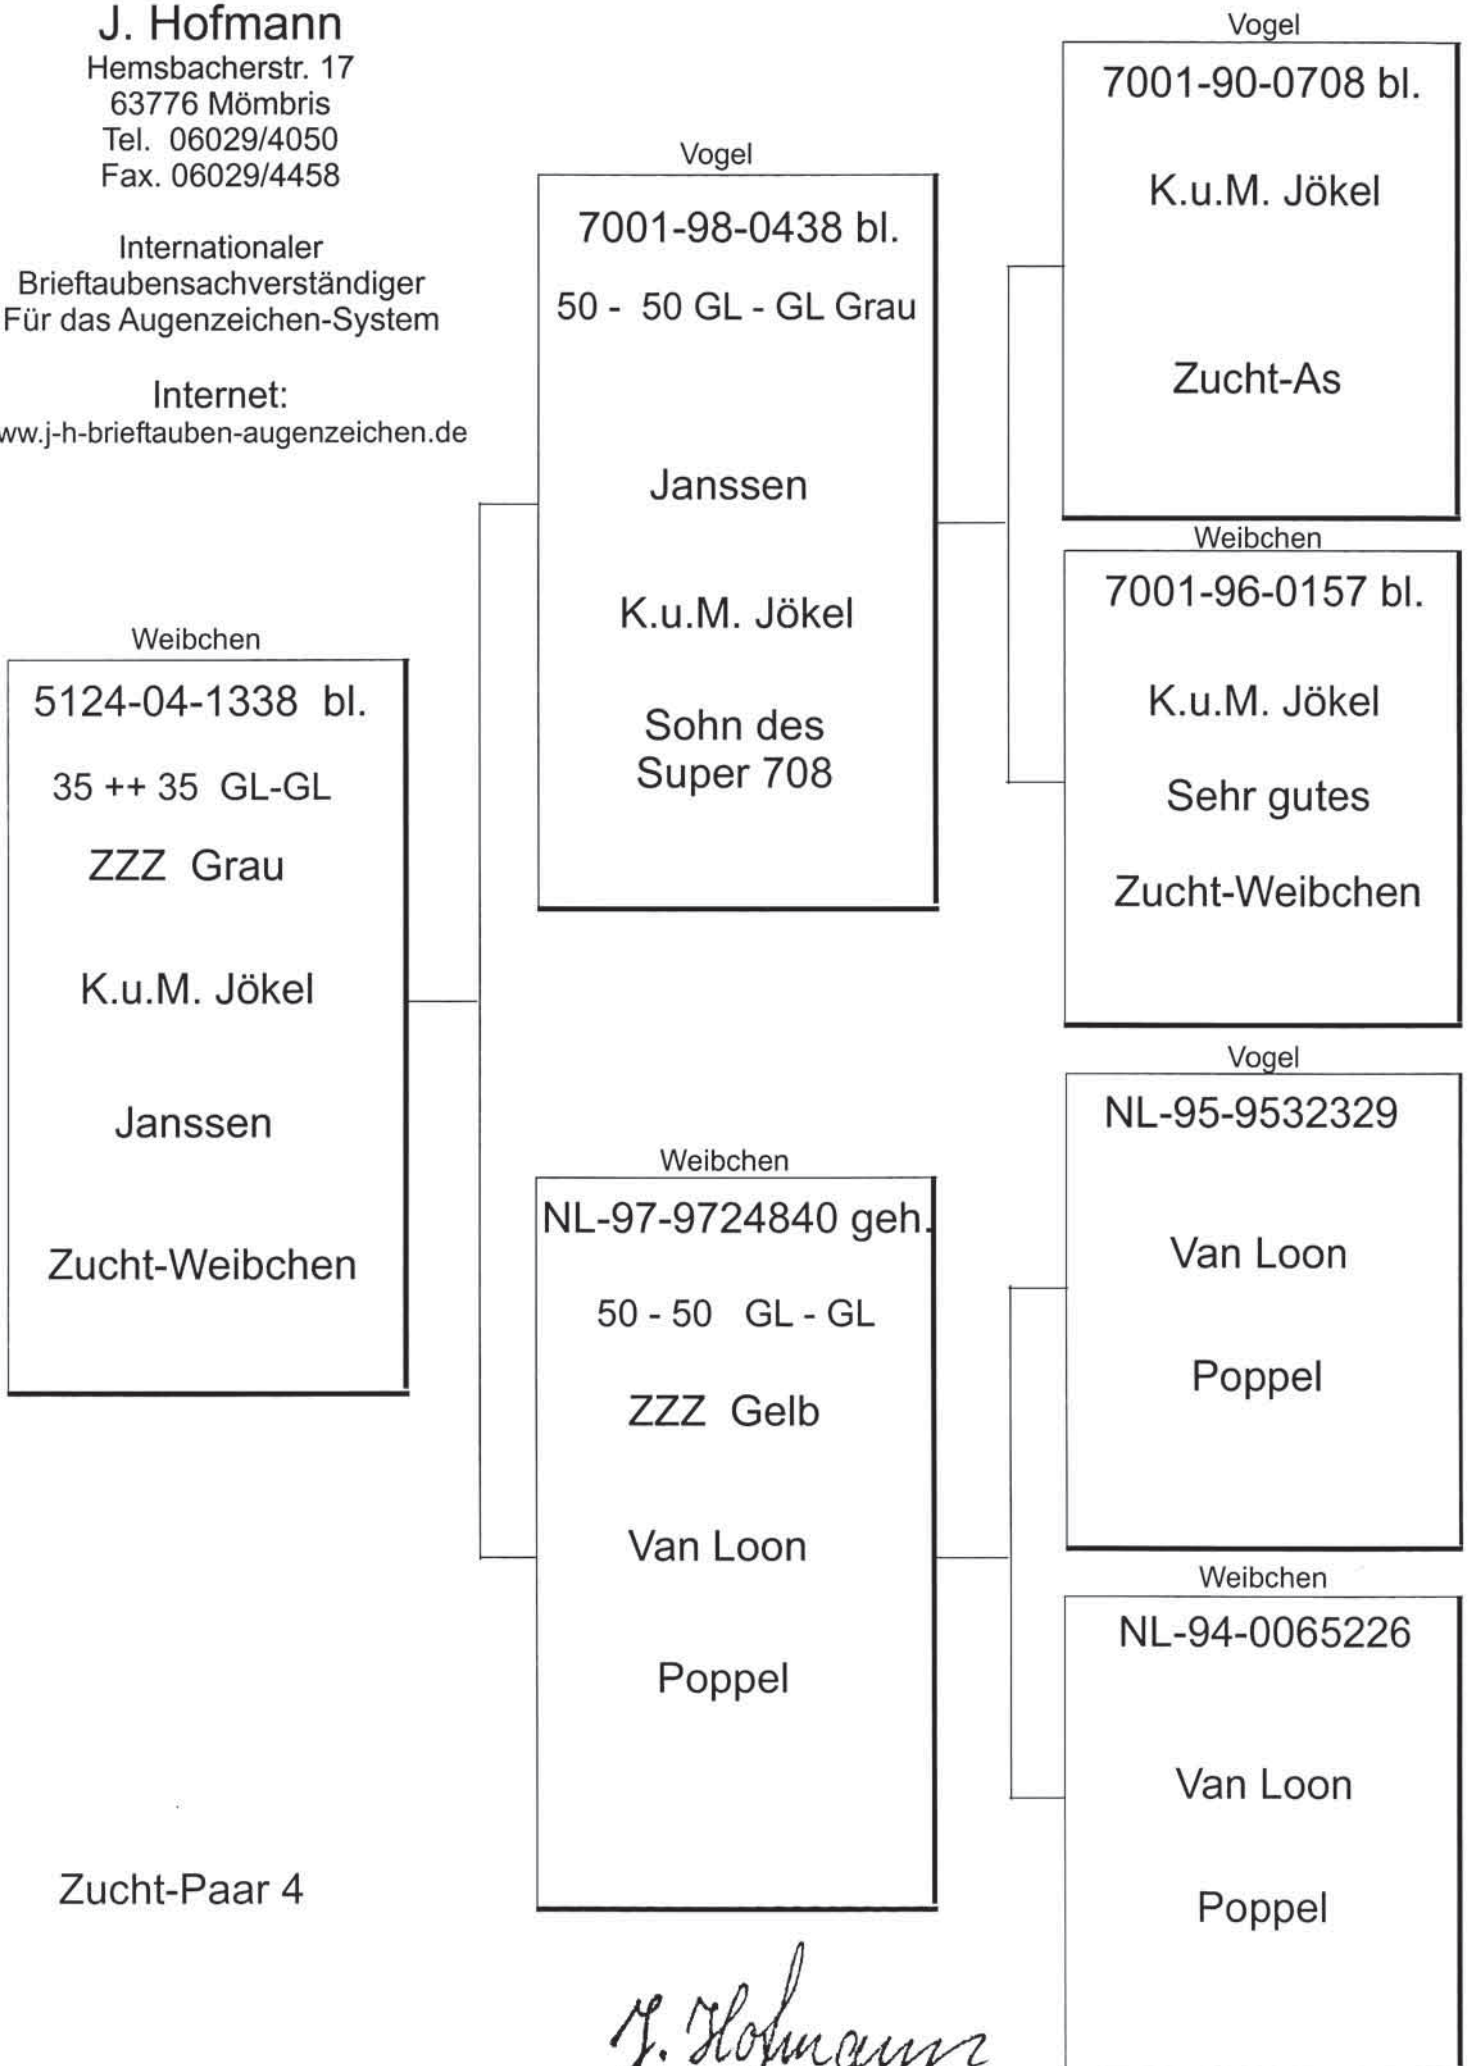 J. Hofmann
Hemsbacherstr. 17
63776 Mömbris
Tel. 06029/4050
Fax. 06029/4458
Internationaler
Brieftaubensachverständiger
Für das Augenzeichen-System
Internet:
ww.j-h-brieftauben-augenzeichen.de
Weibchen
5124-04-1338 bl.
35 ++ 35 GL-GL
ZZZ Grau
K.u.M. Jökel
Janssen
Zucht-Weibchen
Zucht-Paar 4
Vogel
7001-98-0438 bl.
50 - 50 GL - GL Grau
Janssen
K.u.M. Jökel
Sohn des
Super 708
Weibchen
NL-97-9724840 geh.
50 - 50 GL - GL
ZZZ Gelb
Van Loon
Poppel
J. Hofmann
Vogel
7001-90-0708 bl.
K.u.M. Jökel
Zucht-As
Weibchen
7001-96-0157 bl.
K.u.M. Jökel
Sehr gutes
Zucht-Weibchen
Vogel
NL-95-9532329
Van Loon
Poppel
Weibchen
NL-94-0065226
Van Loon
Poppel